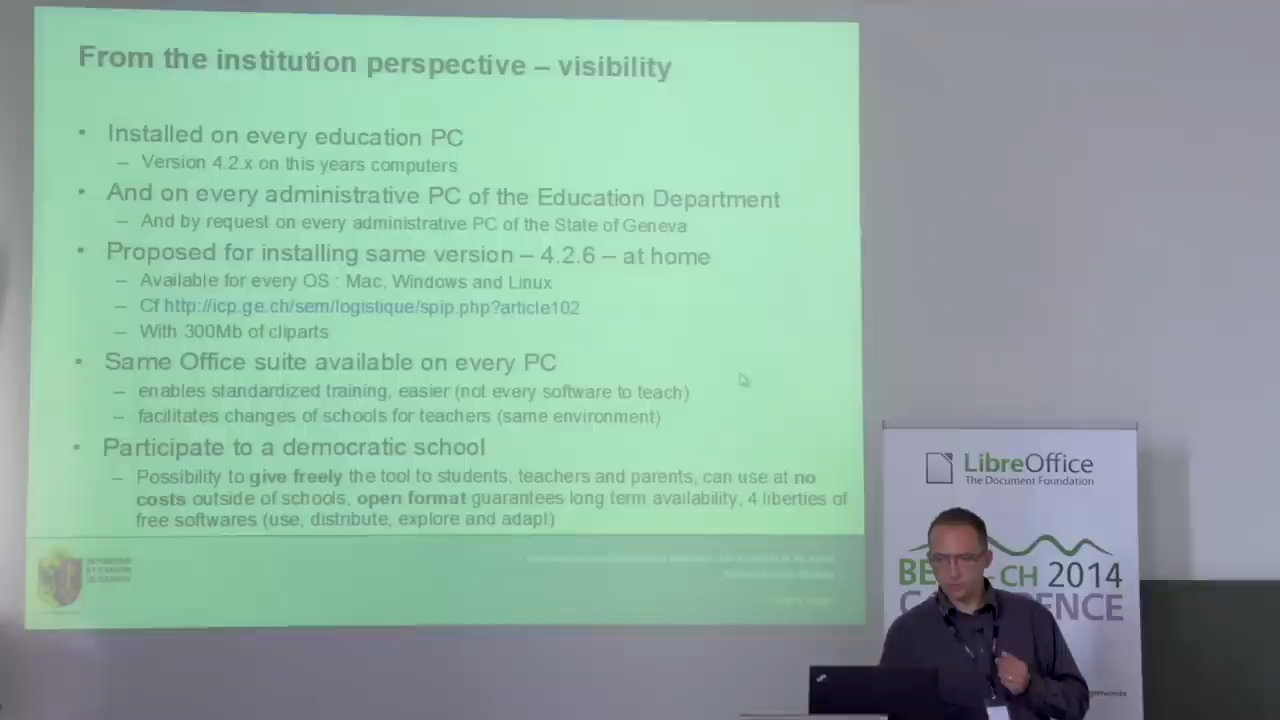 From the institution perspective – visibility
• Installed on every education PC
– Version 4.2.x on this years computers
• And on every administrative PC of the Education Department
– And by request on every administrative PC of the State of Geneva
• Proposed for installing same version – 4.2.6 – at home
– Available for every OS : Mac, Windows and Linux
– Cf http://icp.ge.ch/sem/logistique/spip.php?article102
– With 300Mb of cliparts
• Same Office suite available on every PC
– enables standardized training, easier (not every software to teach)
– facilitates changes of schools for teachers (same environment)
• Participate to a democratic school
– Possibility to give freely the tool to students, teachers and parents, can use at no
costs outside of schools, open format guarantees long term availability, 4 liberties of
free softwares (use, distribute, explore and adapt)
LibreOffice
The Document Foundation
CH 2014